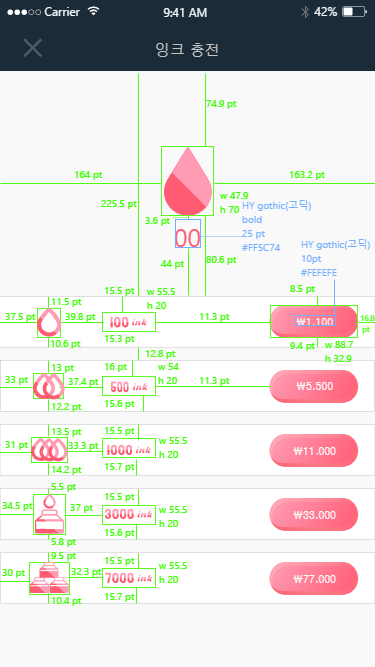 ●●●○○ Carrier 9:41 AM 42%
잉크 충전
74.9 pt
164 pt 163.2 pt
225.5 pt w 47.9
h 70
3.6 pt HY gothic(고딕)
bold
25 pt
#FF5C74
00
44 pt 80.6 pt
HY gothic(고딕)
10pt
#FEFEFE
11.5 pt 15.5 pt w 55.5
h 20 8.5 pt
37.5 pt 39.8 pt 100 ink 11.3 pt ₩1.100 16.8 pt
10.6 pt 15.3 pt 9.4 pt w 88.7
h 32.9
12.8 pt
13 pt 16 pt w 54
h 20
33 pt 37.4 pt 500 ink 11.3 pt ₩5.500
12.2 pt 15.6 pt
13.5 pt 15.5 pt w 55.5
h 20
31 pt 33.3 pt 1000 ink ₩11.000
14.2 pt 15.7 pt
5.5 pt 15.5 pt w 55.5
h 20
34.5 pt 37 pt 3000 ink ₩33.000
5.8 pt 15.6 pt
9.5 pt 15.5 pt w 55.5
h 20
30 pt 32.3 pt 7000 ink ₩77.000
10.4 pt 15.7 pt